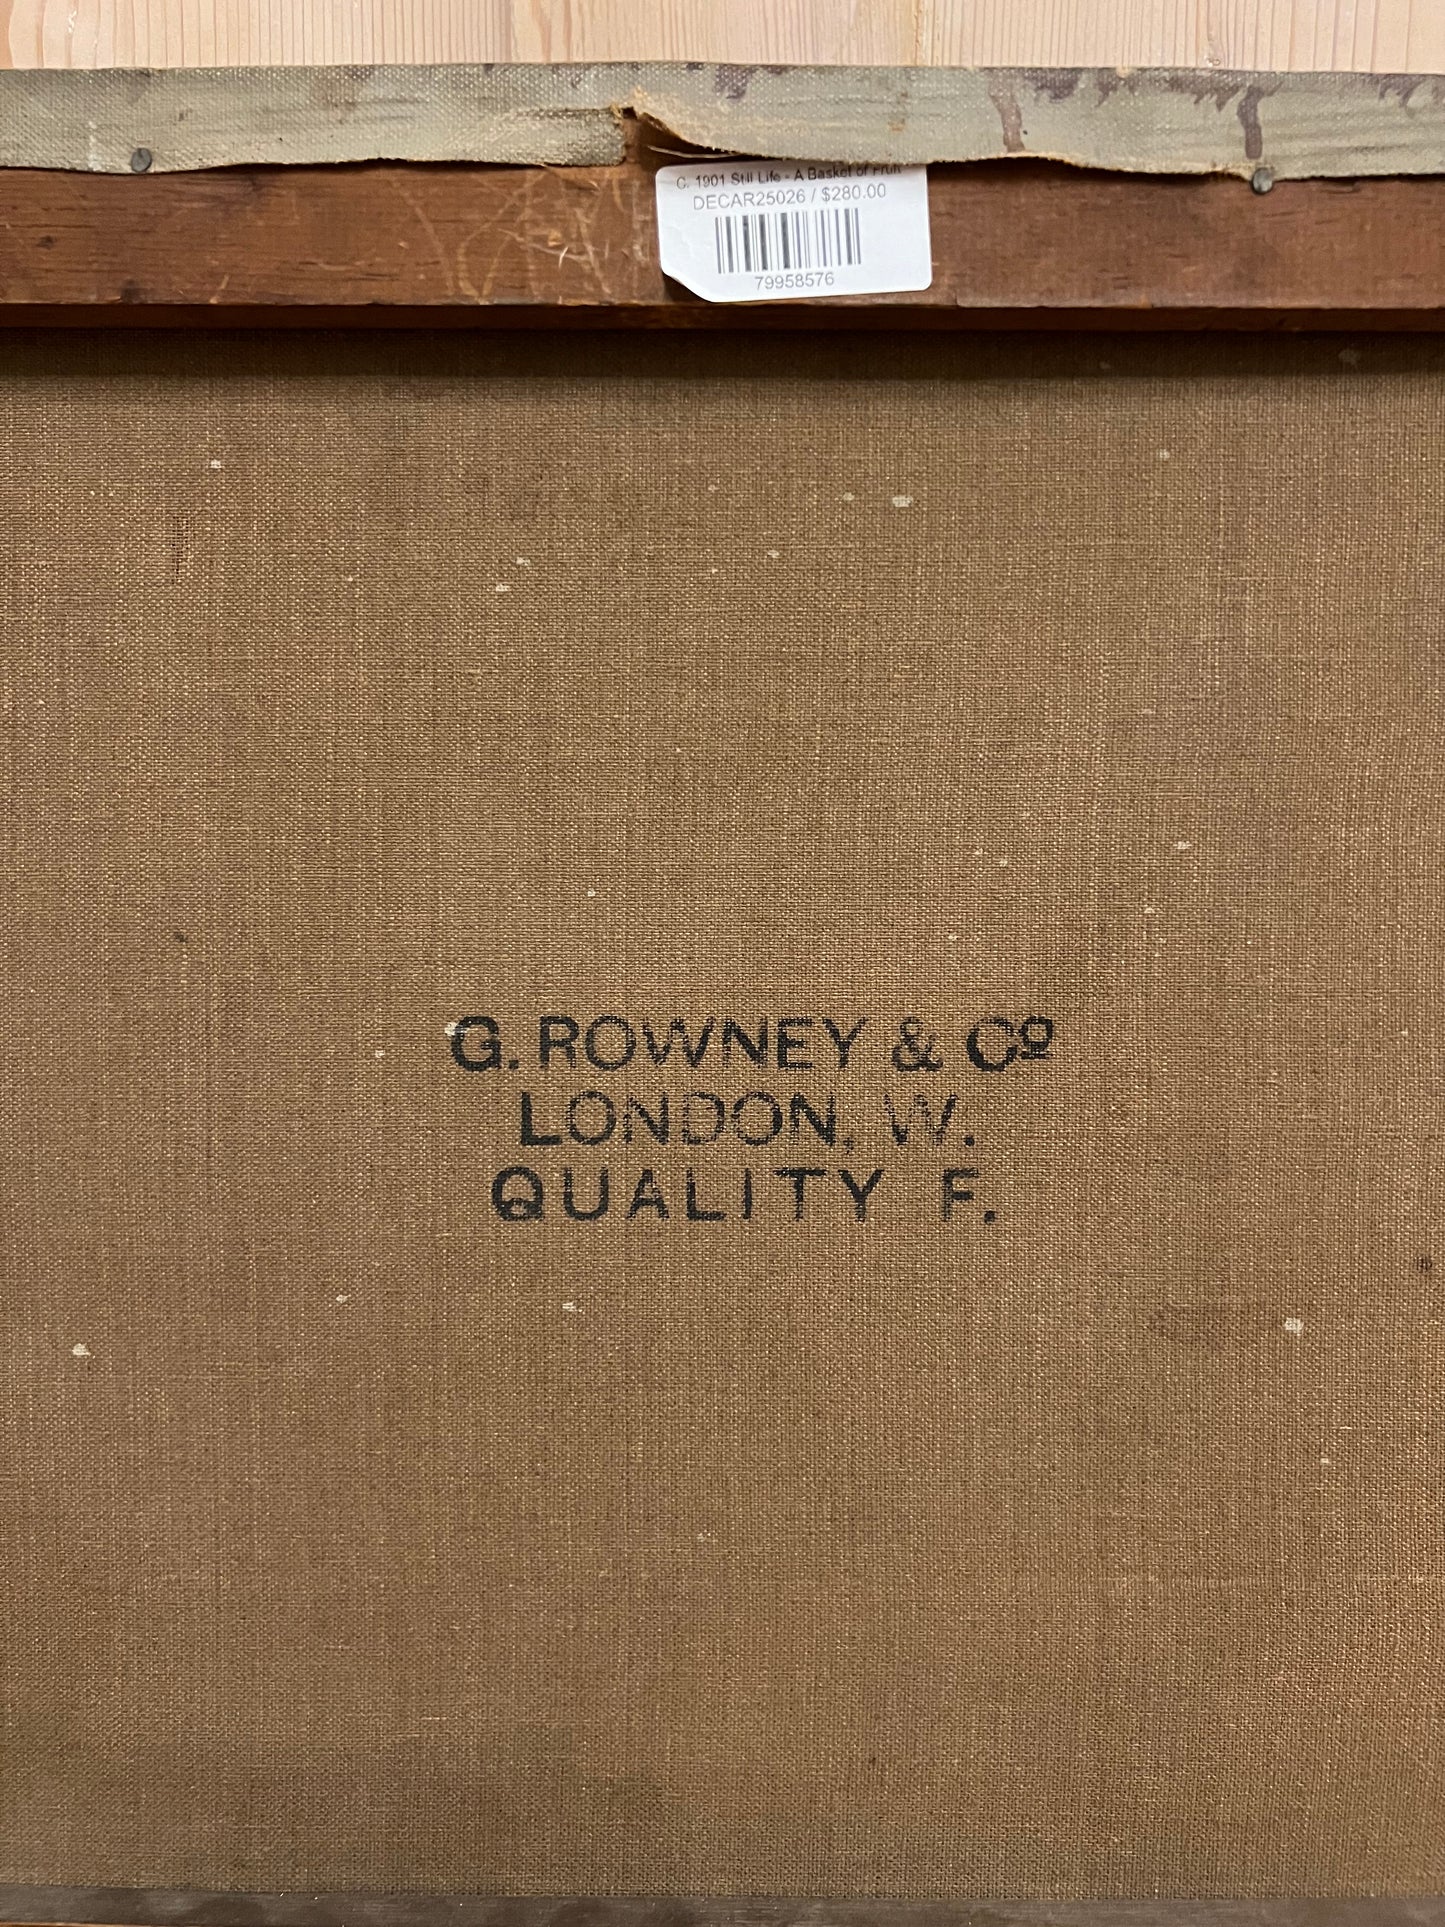 C. 1901 Still Life - A Basket of Fruit
DECAR25026 / $280.00
79958576
G. ROWNEY & Cº
LONDON, W.
QUALITY F.